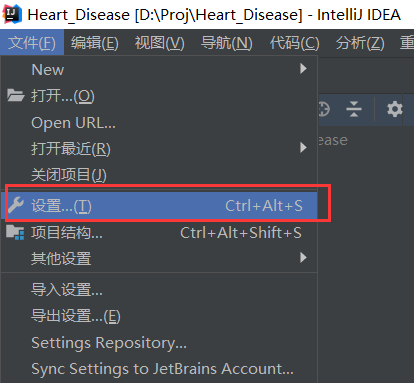 Heart_Disease [D:\Proj\Heart_Disease] - IntelliJ IDEA
文件(F) 编辑(E) 视图(V) 导航(N) 代码(C) 分析(Z) 重
New
打开...(O)
ease
Open URL...
打开最近(R)
关闭项目(J)
设置...(T) Ctrl+Alt+S
项目结构... Ctrl+Alt+Shift+S
其他设置
导入设置...
导出设置...(E)
Settings Repository...
Sync Settings to JetBrains Account...